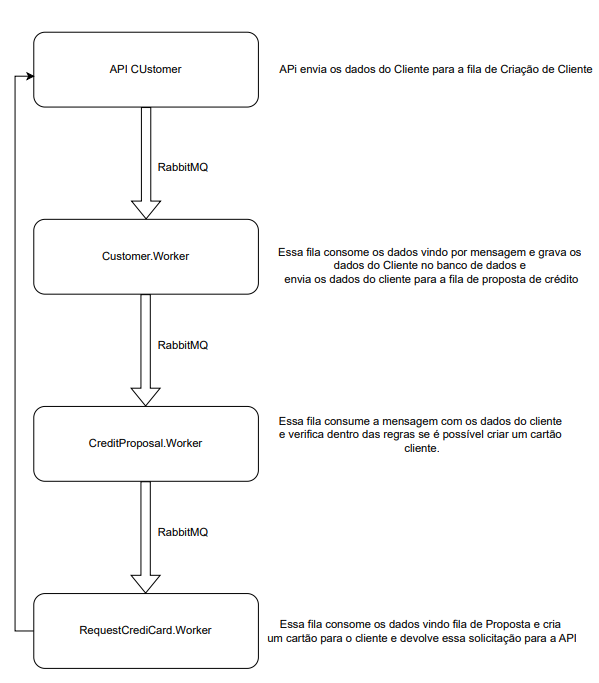 API CUstomer
APi envia os dados do Cliente para a fila de Criação de Cliente
RabbitMQ
Customer.Worker
Essa fila consome os dados vindo por mensagem e grava os
dados do Cliente no banco de dados e
envia os dados do cliente para a fila de proposta de crédito
RabbitMQ
CreditProposal.Worker
Essa fila consume a mensagem com os dados do cliente
e verifica dentro das regras se é possível criar um cartão
cliente.
RabbitMQ
RequestCrediCard.Worker
Essa fila consome os dados vindo fila de Proposta e cria
um cartão para o cliente e devolve essa solicitação para a API